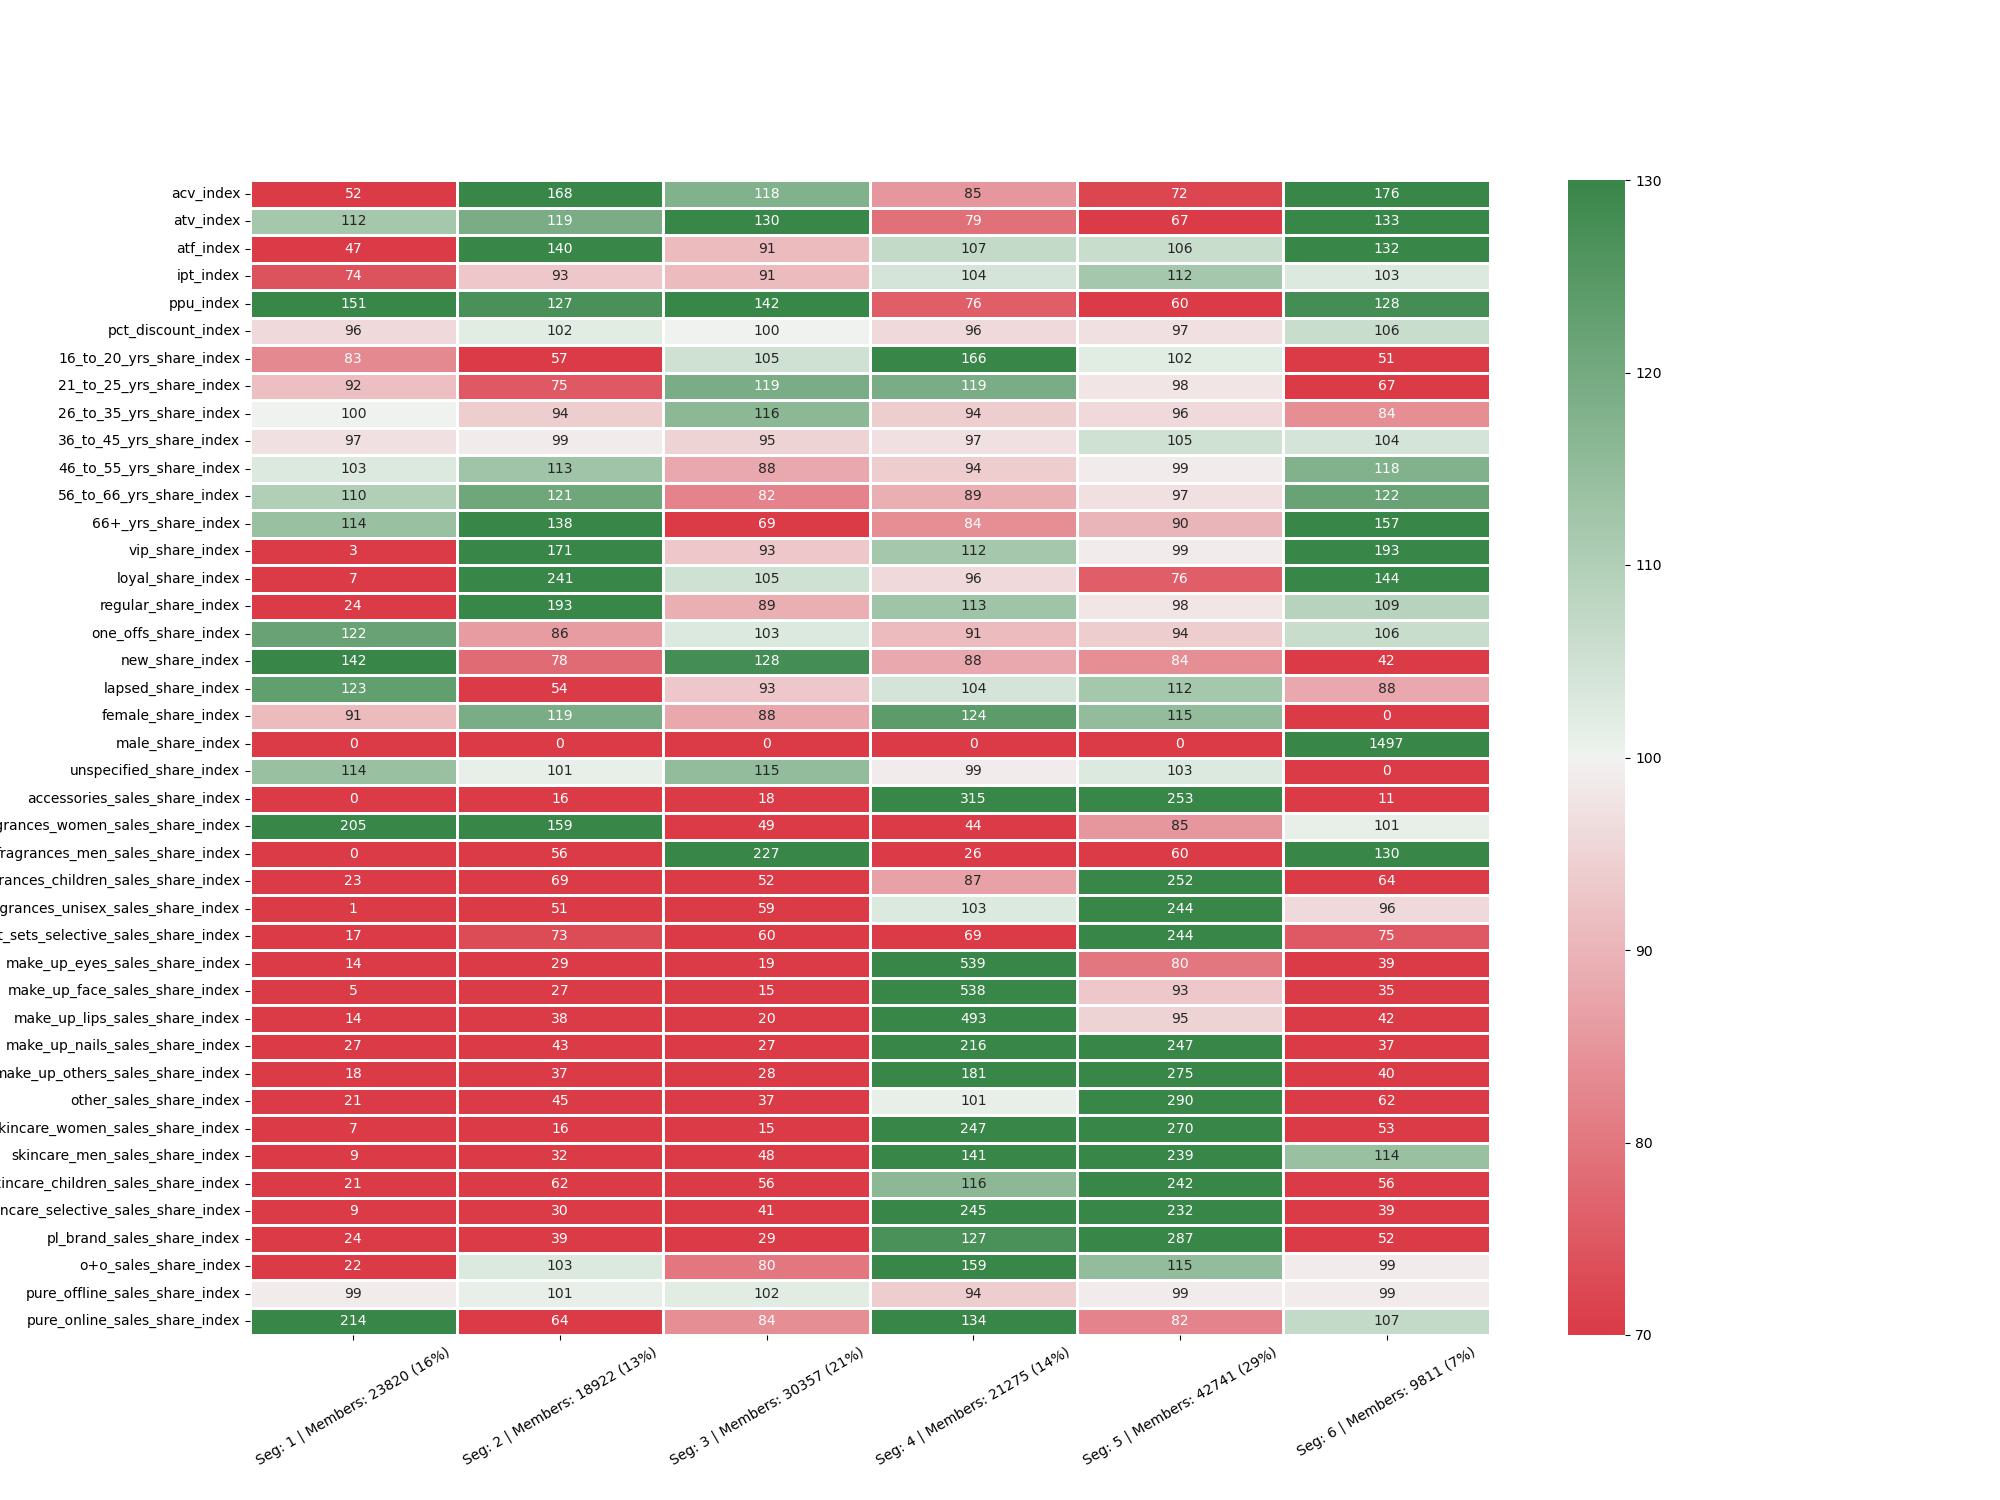 acv_index 52 168 118 85 72 176
atv_index 112 119 130 79 67 133
atf_index 47 140 91 107 106 132
ipt_index 74 93 91 104 112 103
ppu_index 151 127 142 76 60 128
pct_discount_index 96 102 100 96 97 106
16_to_20_yrs_share_index 83 57 105 166 102 51
21_to_25_yrs_share_index 92 75 119 119 98 67
26_to_35_yrs_share_index 100 94 116 94 96 84
36_to_45_yrs_share_index 97 99 95 97 105 104
46_to_55_yrs_share_index 103 113 88 94 99 118
56_to_66_yrs_share_index 110 121 82 89 97 122
66+_yrs_share_index 114 138 69 84 90 157
vip_share_index 3 171 93 112 99 193
loyal_share_index 7 241 105 96 76 144
regular_share_index 24 193 89 113 98 109
one_offs_share_index 122 86 103 91 94 106
new_share_index 142 78 128 88 84 42
lapsed_share_index 123 54 93 104 112 88
female_share_index 91 119 88 124 115 0
male_share_index 0 0 0 0 0 1497
unspecified_share_index 114 101 115 99 103 0
accessories_sales_share_index 0 16 18 315 253 11
grances_women_sales_share_index 205 159 49 44 85 101
fragrances_men_sales_share_index 0 56 227 26 60 130
rances_children_sales_share_index 23 69 52 87 252 64
grances_unisex_sales_share_index 1 51 59 103 244 96
t_sets_selective_sales_share_index 17 73 60 69 244 75
make_up_eyes_sales_share_index 14 29 19 539 80 39
make_up_face_sales_share_index 5 27 15 538 93 35
make_up_lips_sales_share_index 14 38 20 493 95 42
make_up_nails_sales_share_index 27 43 27 216 247 37
make_up_others_sales_share_index 18 37 28 181 275 40
other_sales_share_index 21 45 37 101 290 62
kincare_women_sales_share_index 7 16 15 247 270 53
skincare_men_sales_share_index 9 32 48 141 239 114
incare_children_sales_share_index 21 62 56 116 242 56
ncare_selective_sales_share_index 9 30 41 245 232 39
pl_brand_sales_share_index 24 39 29 127 287 52
o+o_sales_share_index 22 103 80 159 115 99
pure_offline_sales_share_index 99 101 102 94 99 99
pure_online_sales_share_index 214 64 84 134 82 107
Seg: 1 | Members: 23820 (16%)
Seg: 2 | Members: 18922 (13%)
Seg: 3 | Members: 30357 (21%)
Seg: 4 | Members: 21275 (14%)
Seg: 5 | Members: 42741 (29%)
Seg: 6 | Members: 9811 (7%)
130
120
110
100
90
80
70